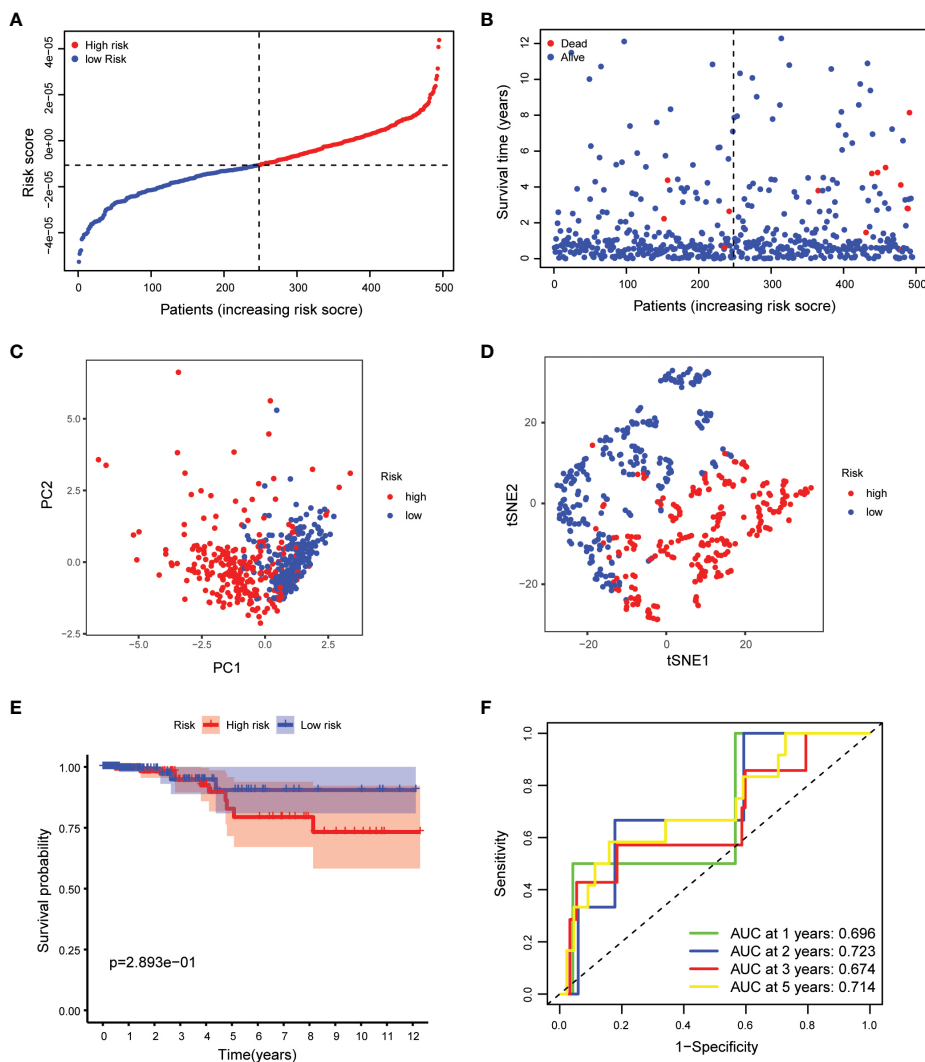 A
High risk
low Risk
Risk score
4e−05
2e−05
0e+00
−2e−05
−4e−05
0 100 200 300 400 500
Patients (increasing risk socre)
B
Dead
Alive
Survival time (years)
12
10
8
6
4
2
0
0 100 200 300 400 500
Patients (increasing risk socre)
C
PC2
5.0
2.5
0.0
−2.5
−5.0 −2.5 0.0 2.5
PC1
Risk
high
low
D
tSNE2
20
0
−20
−20 0 20
tSNE1
Risk
high
low
E
Risk High risk Low risk
Survival probability
1.00
0.75
0.50
0.25
0.00
p=2.893e−01
0 1 2 3 4 5 6 7 8 9 10 11 12
Time(years)
F
Sensitivity
1.0
0.8
0.6
0.4
0.2
0.0
AUC at 1 years: 0.696
AUC at 2 years: 0.723
AUC at 3 years: 0.674
AUC at 5 years: 0.714
0.0 0.2 0.4 0.6 0.8 1.0
1−Specificity